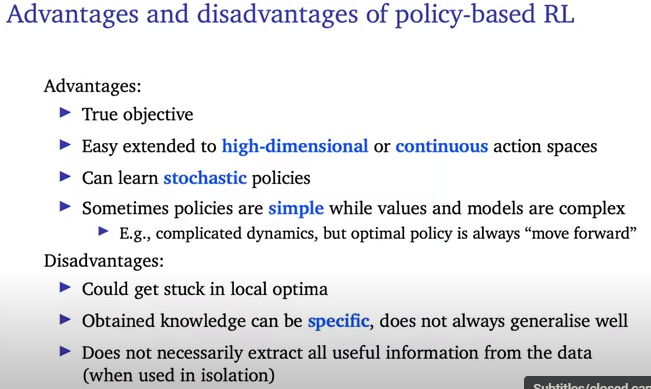 Advantages and disadvantages of policy-based RL
Advantages:
True objective
Easy extended to high-dimensional or continuous action spaces
Can learn stochastic policies
Sometimes policies are simple while values and models are complex
E.g., complicated dynamics, but optimal policy is always “move forward”
Disadvantages:
Could get stuck in local optima
Obtained knowledge can be specific, does not always generalise well
Does not necessarily extract all useful information from the data
(when used in isolation)
Subtitles/closed